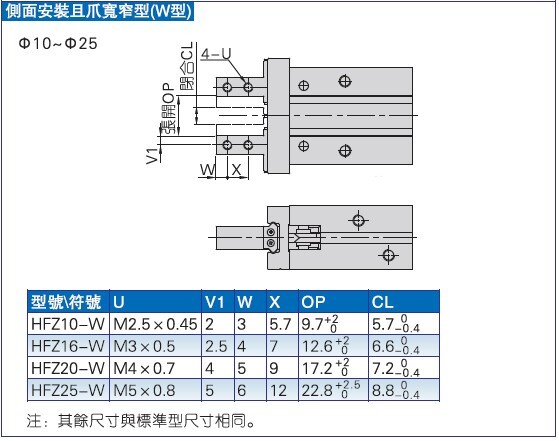 側面安裝且爪寬窄型(W型)
Φ10~Φ25
4-U
閉合CL
張開OP
V1
W X
型號\符號 U V1 W X OP CL
HFZ10-W M2.5×0.45 2 3 5.7 9.7+2 0 5.7 0 -0.4
HFZ16-W M3×0.5 2.5 4 7 12.6+2 0 6.6 0 -0.4
HFZ20-W M4×0.7 4 5 9 17.2+2 0 7.2 0 -0.4
HFZ25-W M5×0.8 5 6 12 22.8+2.5 0 8.8 0 -0.4
注：其餘尺寸與標準型尺寸相同。